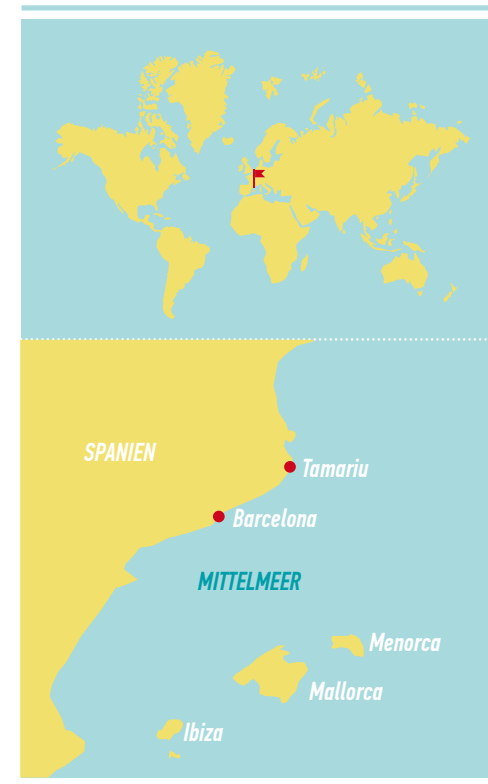 SPANIEN
Tamariu
Barcelona
MITTELMEER
Menorca
Mallorca
Ibiza